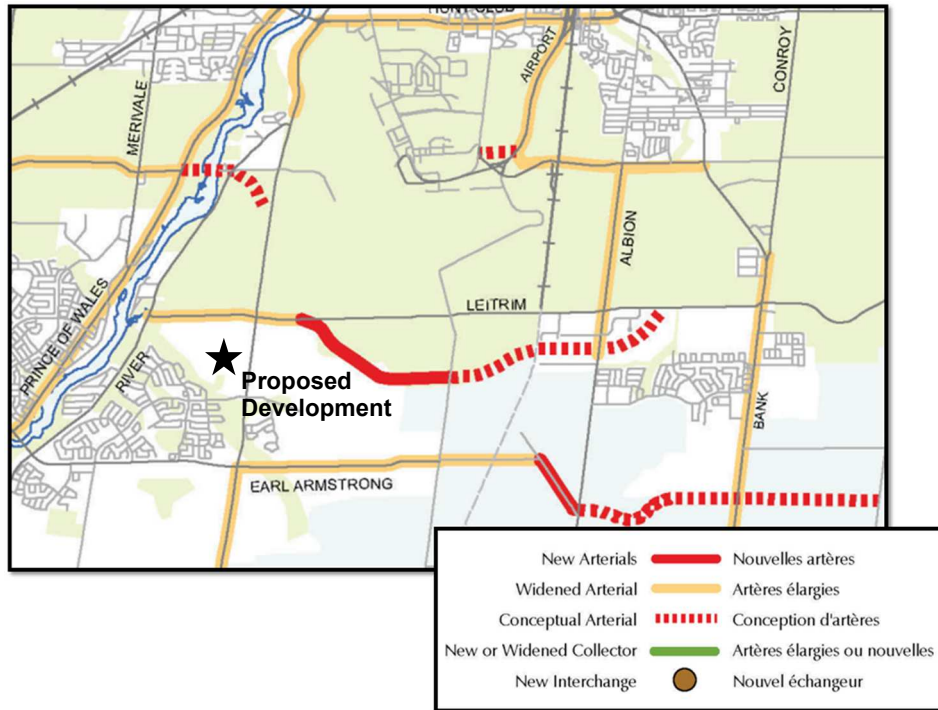 HUNT CLUB
AIRPORT
CONROY
MERIVALE
ALBION
LEITRIM
PRINCE OF WALES
RIVER
Proposed
Development
BANK
EARL ARMSTRONG
New Arterials Nouvelles artères
Widened Arterial Artères élargies
Conceptual Arterial Conception d'artères
New or Widened Collector Artères élargies ou nouvelles
New Interchange Nouvel échangeur